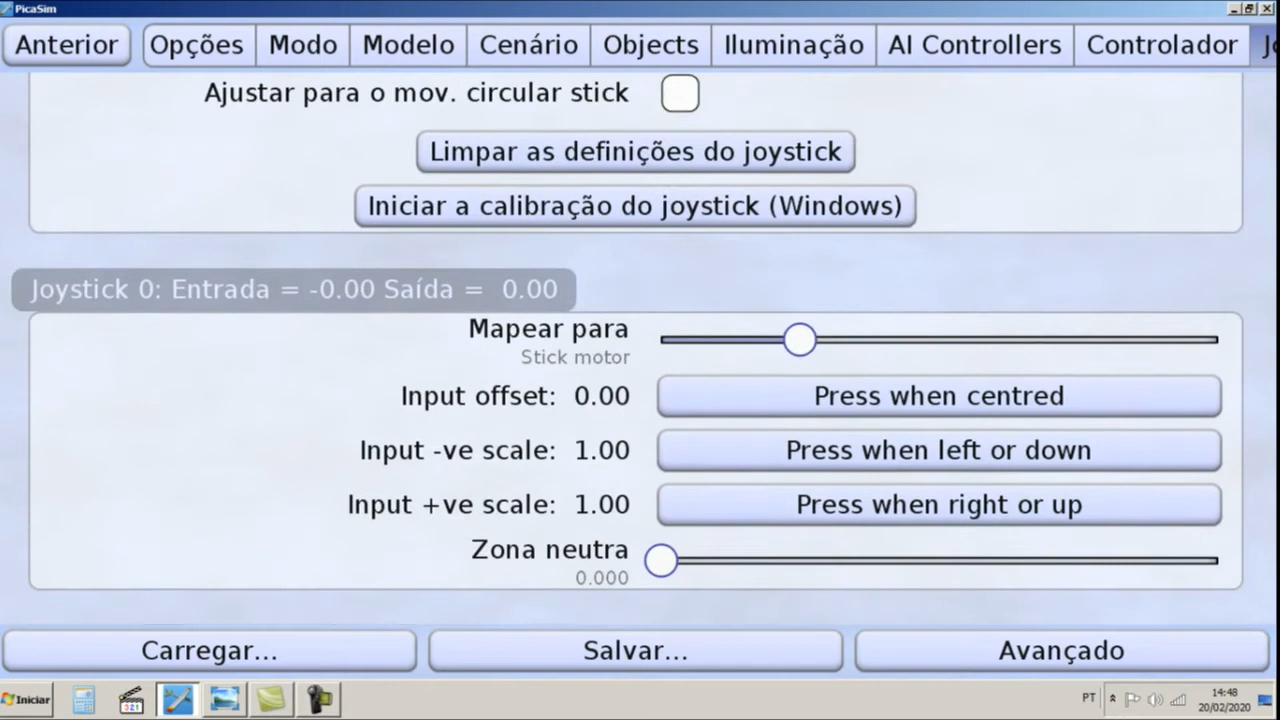 PicaSim
Anterior Opções Modo Modelo Cenário Objects Iluminação AI Controllers Controlador
Ajustar para o mov. circular stick
Limpar as definições do joystick
Iniciar a calibração do joystick (Windows)
Joystick 0: Entrada = -0.00 Saída = 0.00
Mapear para
Stick motor
Input offset: 0.00 Press when centred
Input -ve scale: 1.00 Press when left or down
Input +ve scale: 1.00 Press when right or up
Zona neutra
0.000
Carregar... Salvar... Avançado
Iniciar 321 PT 14:48
20/02/2020